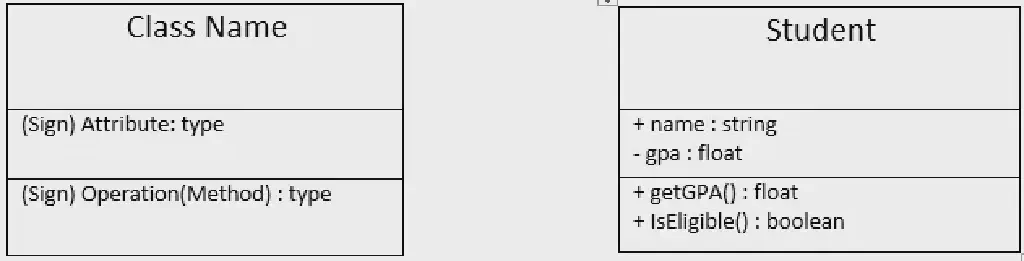 Class Name
(Sign) Attribute: type
(Sign) Operation(Method) : type
Student
+ name : string
- gpa : float
+ getGPA() : float
+ IsEligible() : boolean